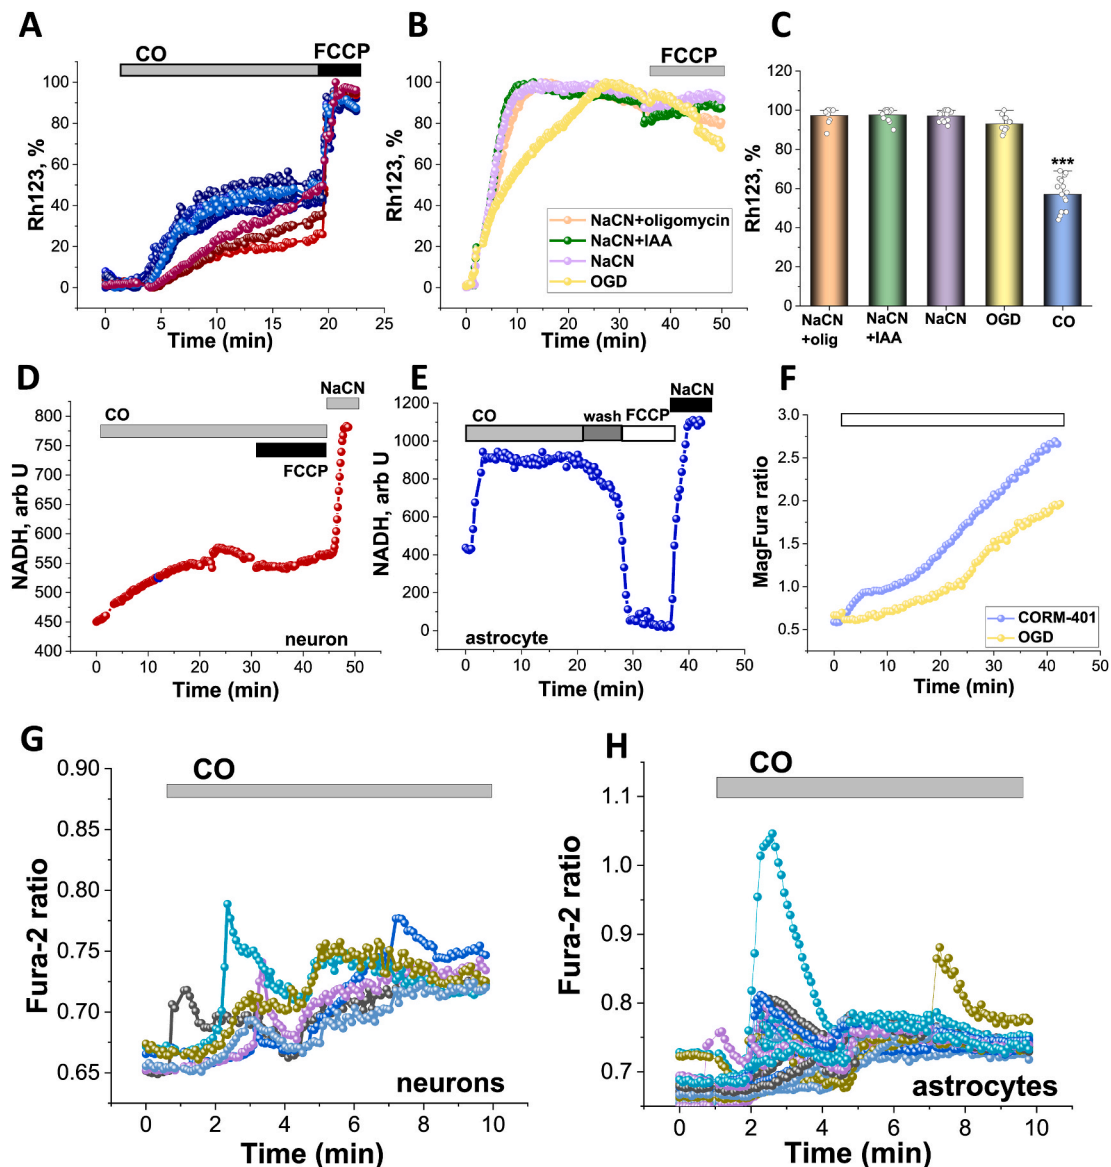 A
CO
FCCP
Rh123, %
100
80
60
40
20
0
0 5 10 15 20 25
Time (min)
B
FCCP
Rh123, %
100
80
60
40
20
0
NaCN+oligomycin
NaCN+IAA
NaCN
OGD
0 10 20 30 40 50
Time (min)
C
Rh123, %
120
100
80
60
40
20
0
***
NaCN +olig
NaCN +IAA
NaCN
OGD
CO
D
NaCN
CO
FCCP
NADH, arb U
800
750
700
650
600
550
500
450
400
neuron
0 10 20 30 40 50
Time (min)
E
NaCN
CO
wash
FCCP
NADH, arb U
1200
1000
800
600
400
200
0
astrocyte
0 10 20 30 40 50
Time (min)
F
MagFura ratio
3.0
2.5
2.0
1.5
1.0
0.5
CORM-401
OGD
0 10 20 30 40 50
Time (min)
G
CO
Fura-2 ratio
0.90
0.85
0.80
0.75
0.70
0.65
neurons
0 2 4 6 8 10
Time (min)
H
CO
Fura-2 ratio
1.1
1.0
0.9
0.8
0.7
astrocytes
0 2 4 6 8 10
Time (min)